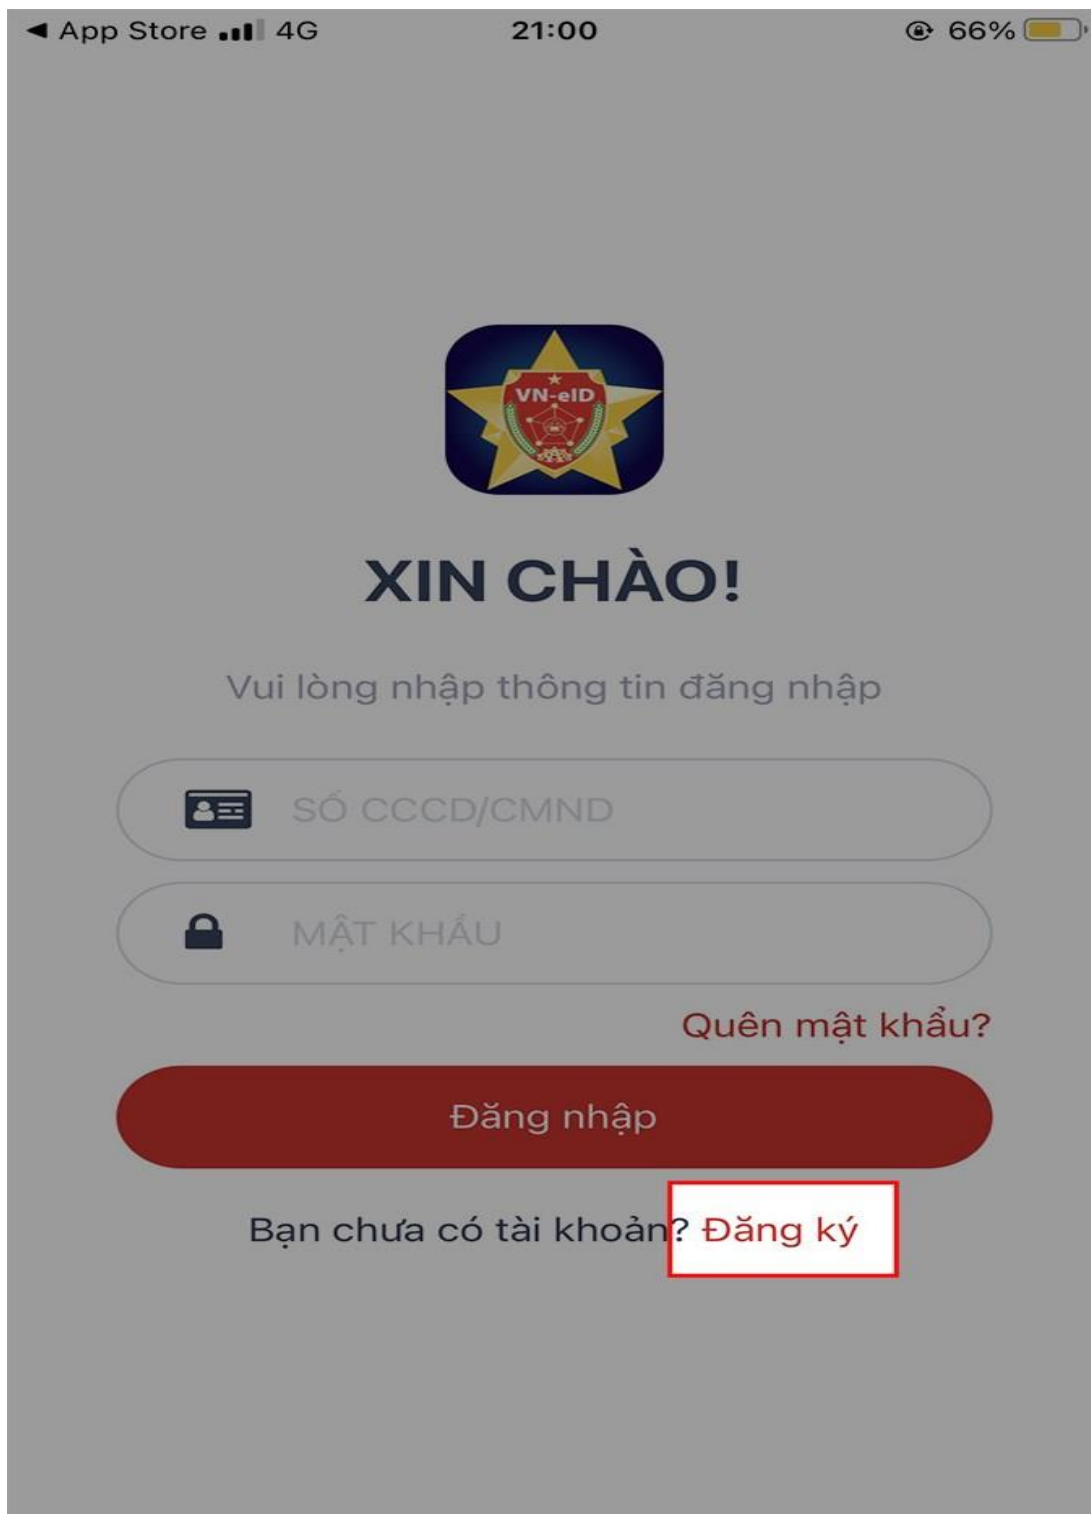 ◀ App Store 4G 21:00 66%
VN-eID
XIN CHÀO!
Vui lòng nhập thông tin đăng nhập
SỐ CCCD/CMND
MẬT KHẨU
Quên mật khẩu?
Đăng nhập
Bạn chưa có tài khoản? Đăng ký